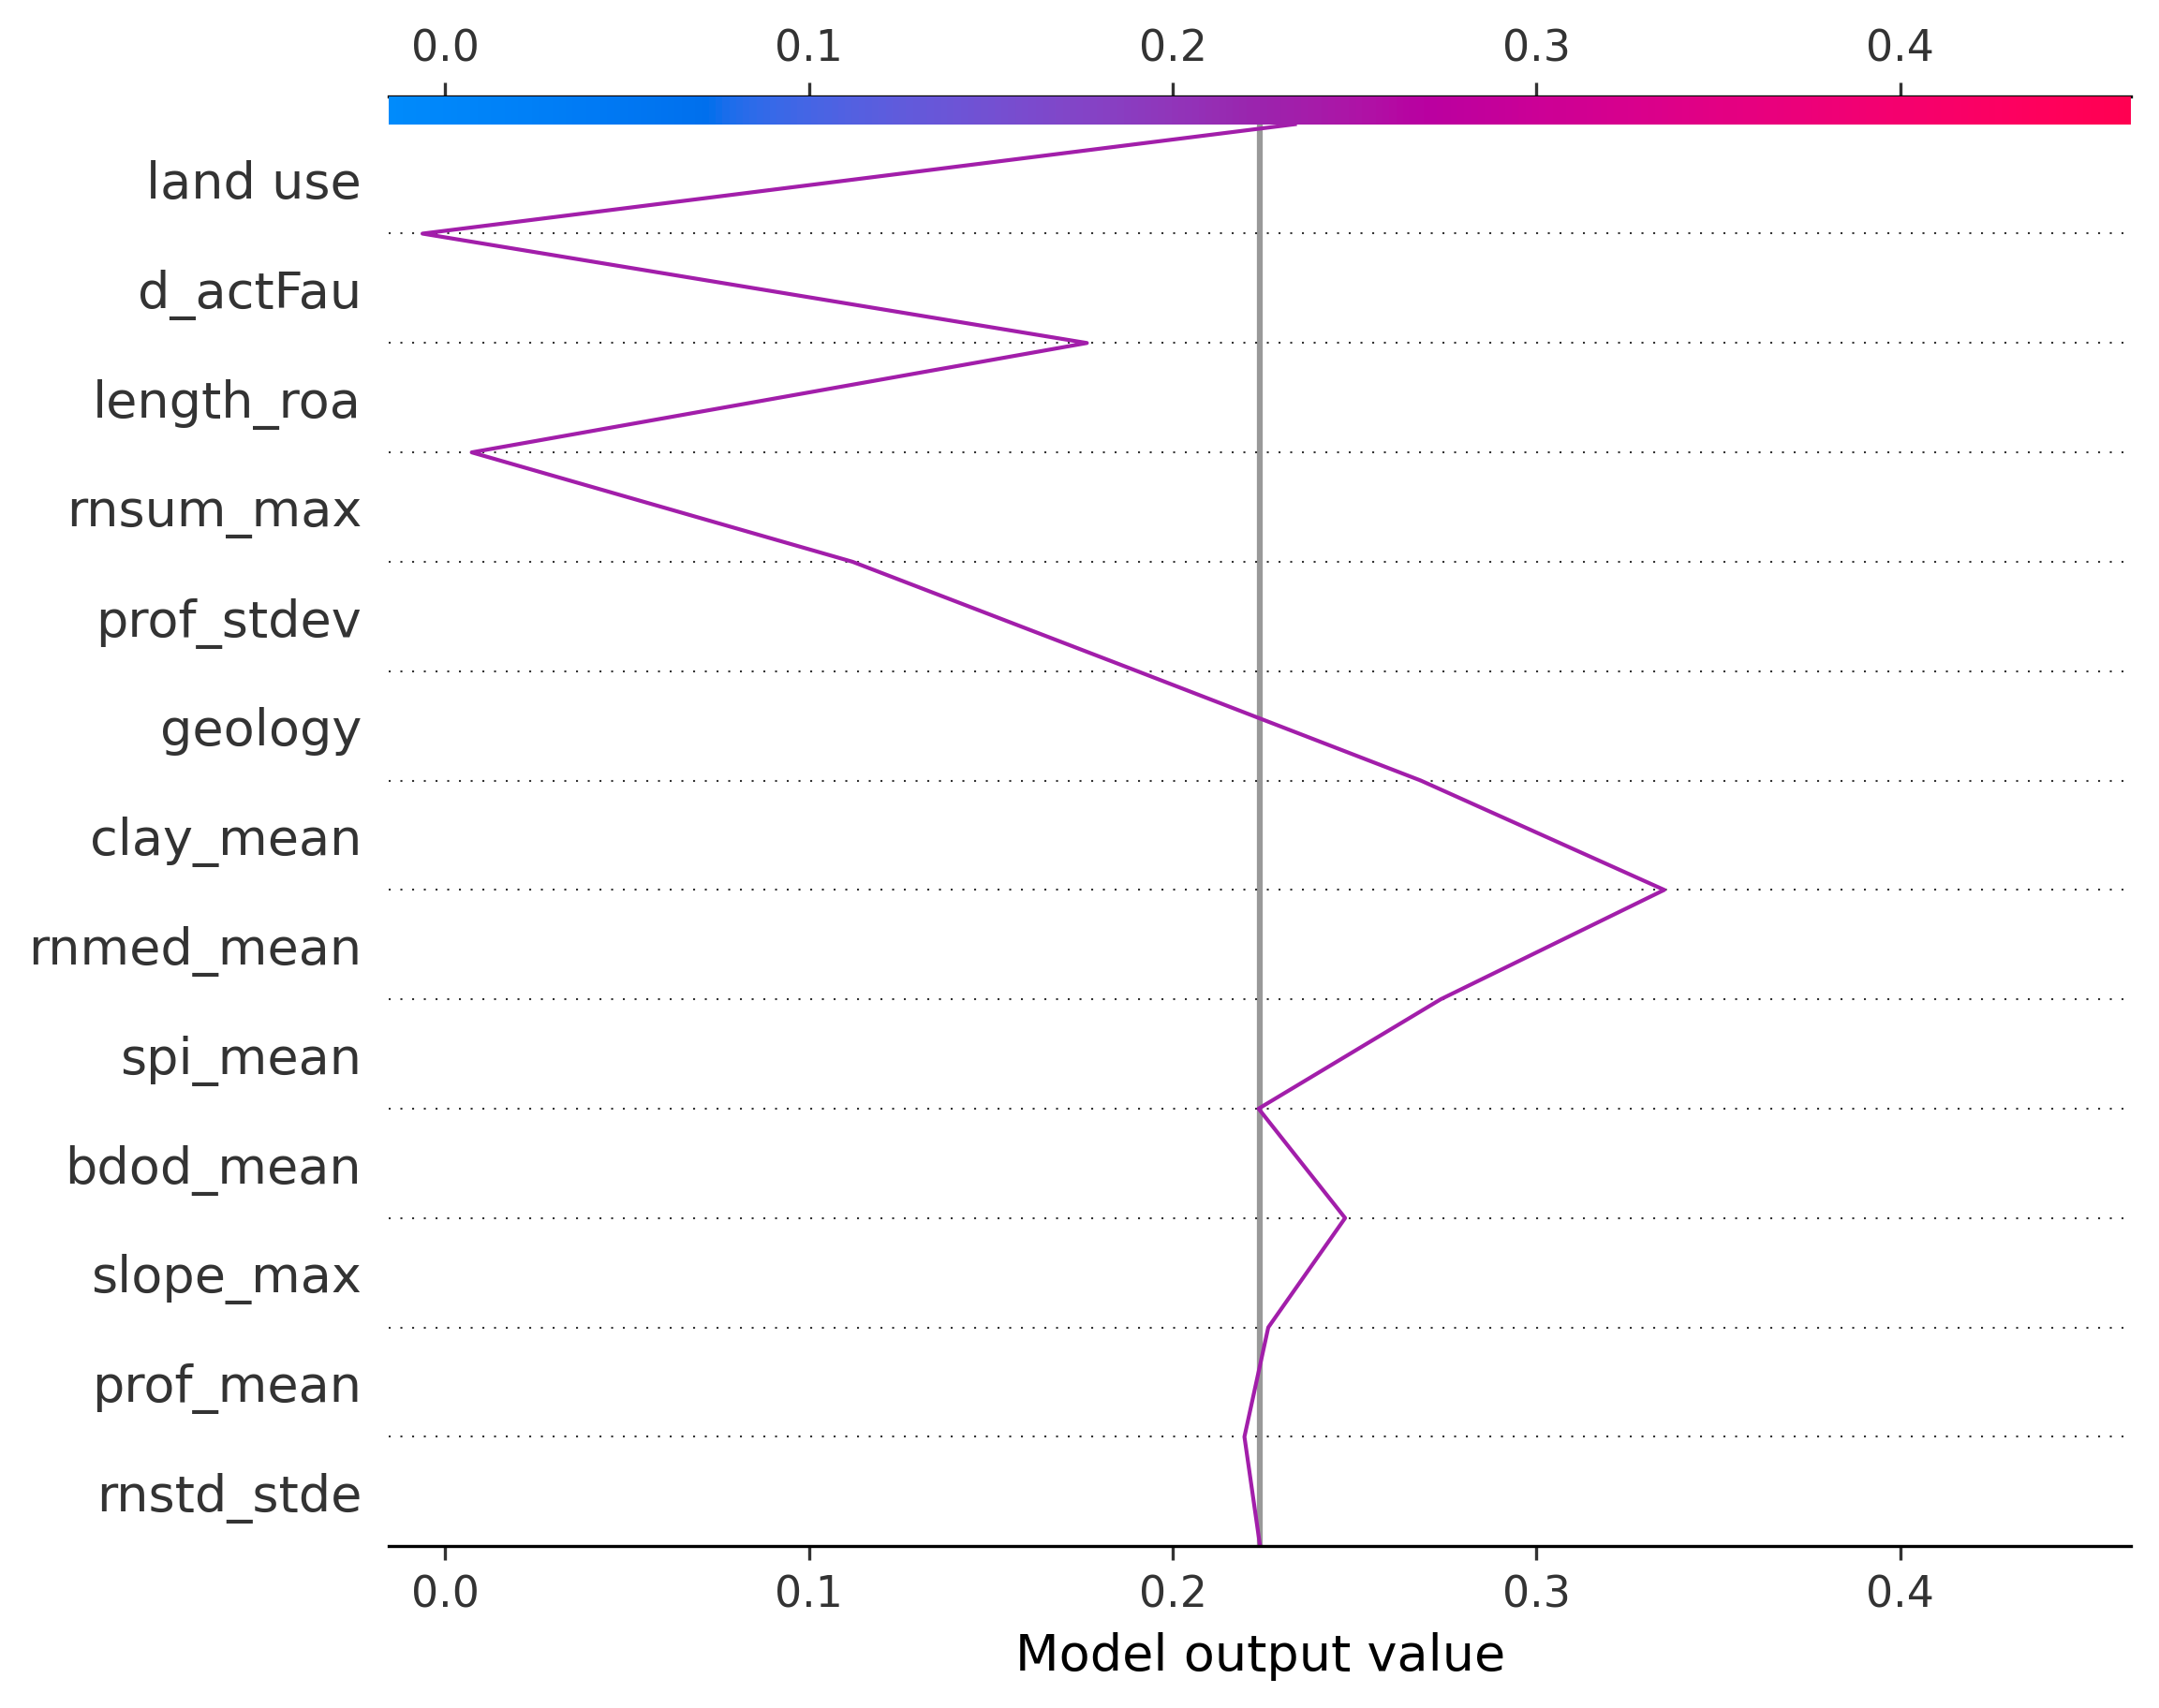 0.0 0.1 0.2 0.3 0.4
land use
d_actFau
length_roa
rnsum_max
prof_stdev
geology
clay_mean
rnmed_mean
spi_mean
bdod_mean
slope_max
prof_mean
rnstd_stde
0.0 0.1 0.2 0.3 0.4
Model output value